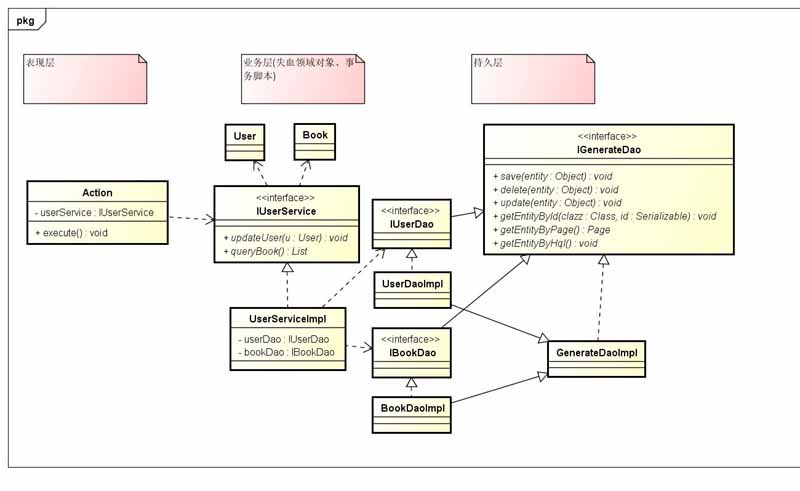 pkg
表现层
业务层(失血领域对象、事
务脚本)
持久层
User
Book
<<interface>>
IGenerateDao
+ save(entity : Object) : void
+ delete(entity : Object) : void
+ update(entity : Object) : void
+ getEntityById(clazz : Class, id : Serializable) : void
+ getEntityByPage() : Page
+ getEntityByHql() : void
Action
- userService : IUserService
+ execute() : void
<<interface>>
IUserService
+ updateUser(u : User) : void
+ queryBook() : List
<<interface>>
IUserDao
UserDaoImpl
UserServiceImpl
- userDao : IUserDao
- bookDao : IBookDao
<<interface>>
IBookDao
GenerateDaoImpl
BookDaoImpl